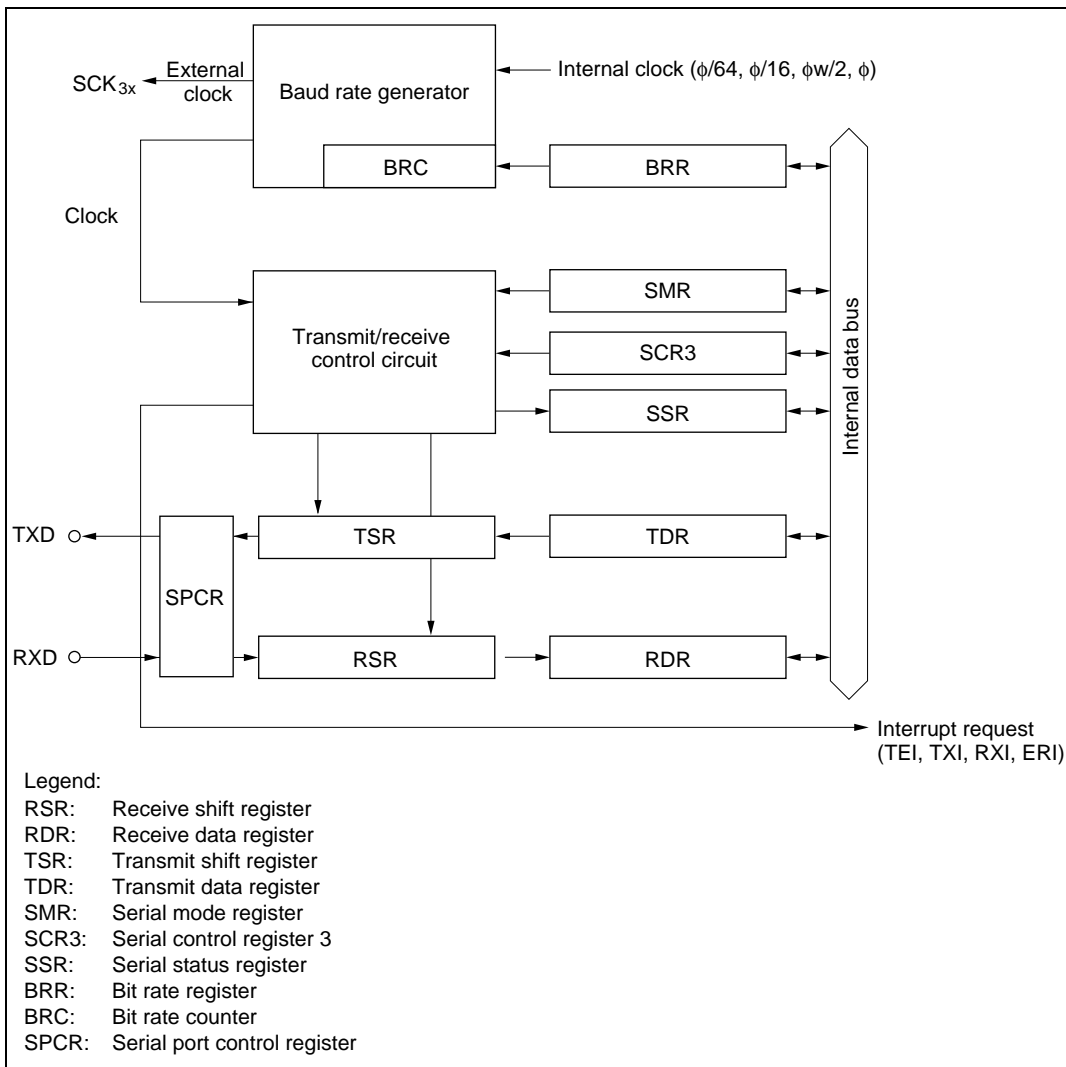 SCK3x
External
clock
Baud rate generator
Internal clock (ϕ/64, ϕ/16, ϕw/2, ϕ)
BRC
BRR
Clock
Transmit/receive
control circuit
SMR
SCR3
SSR
Internal data bus
TXD
TSR
TDR
SPCR
RXD
RSR
RDR
Interrupt request
(TEI, TXI, RXI, ERI)
Legend:
RSR: Receive shift register
RDR: Receive data register
TSR: Transmit shift register
TDR: Transmit data register
SMR: Serial mode register
SCR3: Serial control register 3
SSR: Serial status register
BRR: Bit rate register
BRC: Bit rate counter
SPCR: Serial port control register